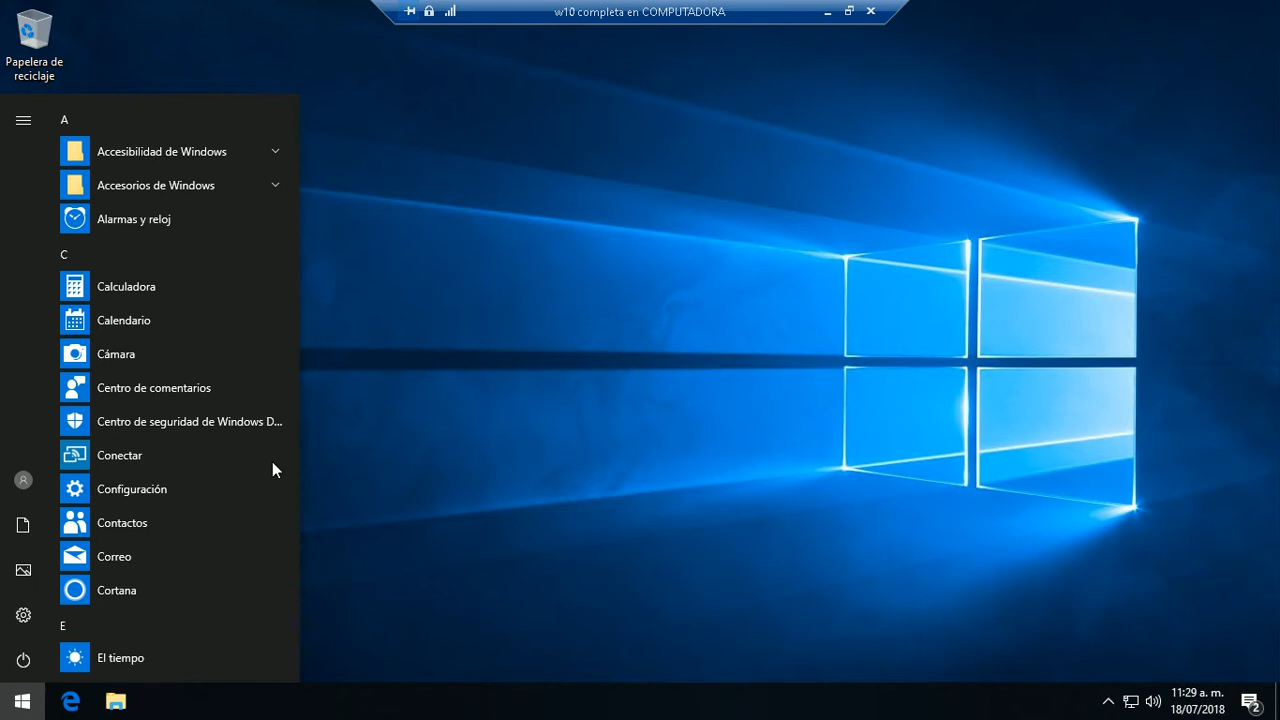 w10 completa en COMPUTADORA
Papelera de
reciclaje
A
Accesibilidad de Windows
Accesorios de Windows
Alarmas y reloj
C
Calculadora
Calendario
Cámara
Centro de comentarios
Centro de seguridad de Windows D...
Conectar
Configuración
Contactos
Correo
Cortana
E
El tiempo
11:29 a. m.
18/07/2018
2